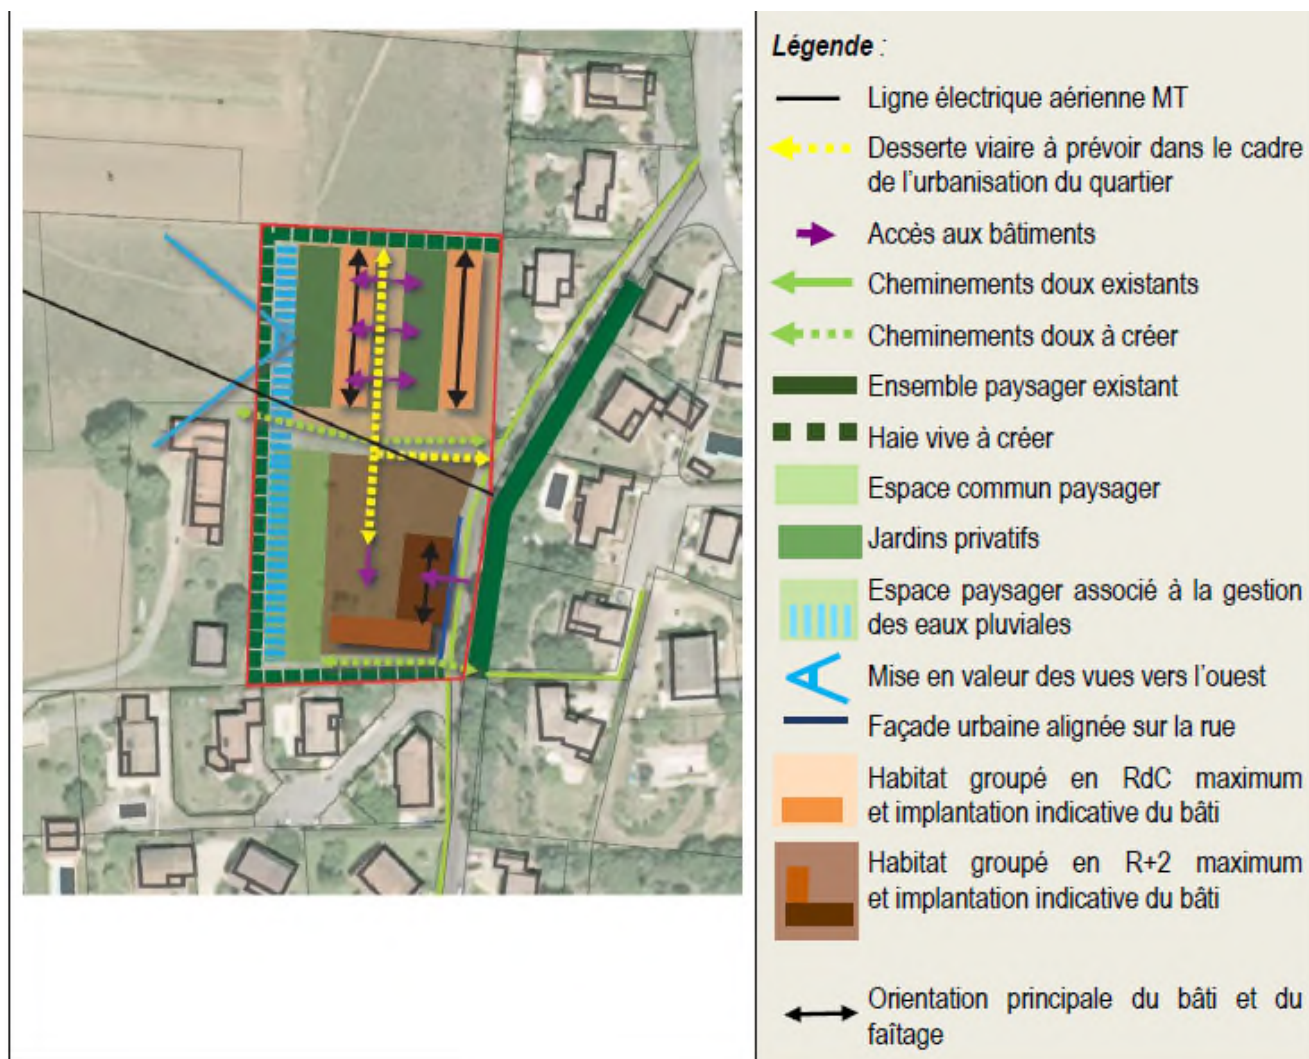 Légende :
Ligne électrique aérienne MT
Desserte viaire à prévoir dans le cadre
de l'urbanisation du quartier
Accès aux bâtiments
Cheminements doux existants
Cheminements doux à créer
Ensemble paysager existant
Haie vive à créer
Espace commun paysager
Jardins privatifs
Espace paysager associé à la gestion
des eaux pluviales
Mise en valeur des vues vers l'ouest
Façade urbaine alignée sur la rue
Habitat groupé en RdC maximum
et implantation indicative du bâti
Habitat groupé en R+2 maximum
et implantation indicative du bâti
Orientation principale du bâti et du
faîtage